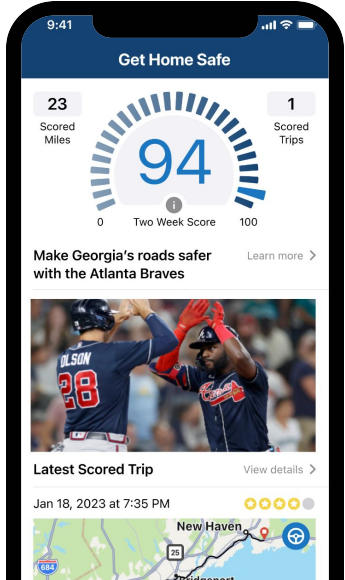 9:41
Get Home Safe
23
Scored
Miles
1
Scored
Trips
94
i
0
Two Week Score
100
Make Georgia's roads safer
with the Atlanta Braves
Learn more
OLSON
28
Braves
Latest Scored Trip
View details
Jan 18, 2023 at 7:35 PM
New Haven
25
684
Bridgeport